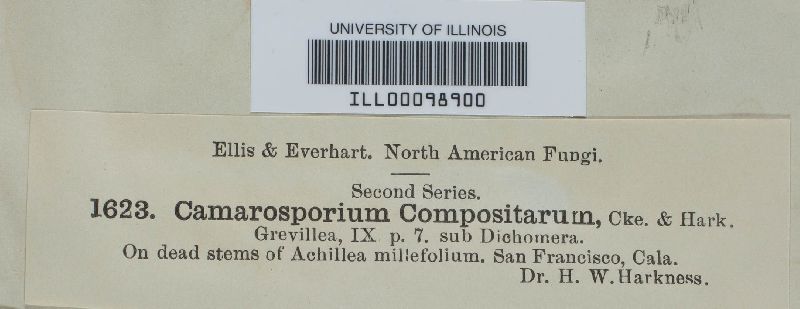 UNIVERSITY OF ILLINOIS
ILL00098900
Ellis & Everhart. North American Fungi.
Second Series.
1623. Camarosporium Compositarum, Cke. & Hark.
Grevillea, IX p. 7. sub Dichomera.
On dead stems of Achillea millefolium. San Francisco, Cala.
Dr. H. W. Harkness.